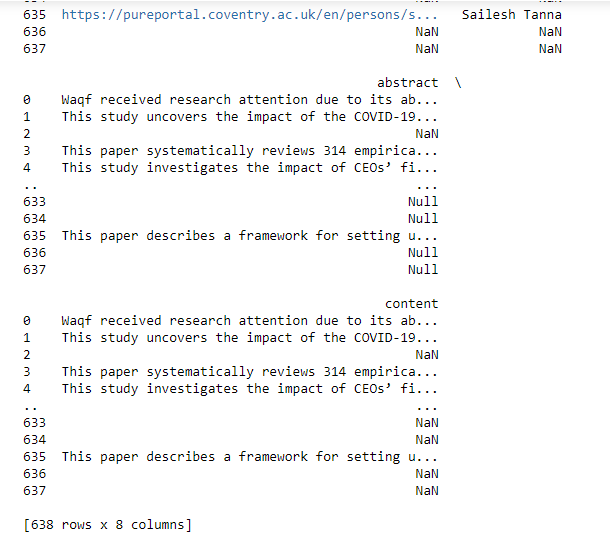 635 https://pureportal.coventry.ac.uk/en/persons/s... Sailesh Tanna
636 NaN NaN
637 NaN NaN
abstract \
0 Waqf received research attention due to its ab...
1 This study uncovers the impact of the COVID-19...
2 NaN
3 This paper systematically reviews 314 empirica...
4 This study investigates the impact of CEOs’ fi...
.. ...
633 Null
634 Null
635 This paper describes a framework for setting u...
636 Null
637 Null
content
0 Waqf received research attention due to its ab...
1 This study uncovers the impact of the COVID-19...
2 NaN
3 This paper systematically reviews 314 empirica...
4 This study investigates the impact of CEOs’ fi...
.. ...
633 NaN
634 NaN
635 This paper describes a framework for setting u...
636 NaN
637 NaN
[638 rows x 8 columns]